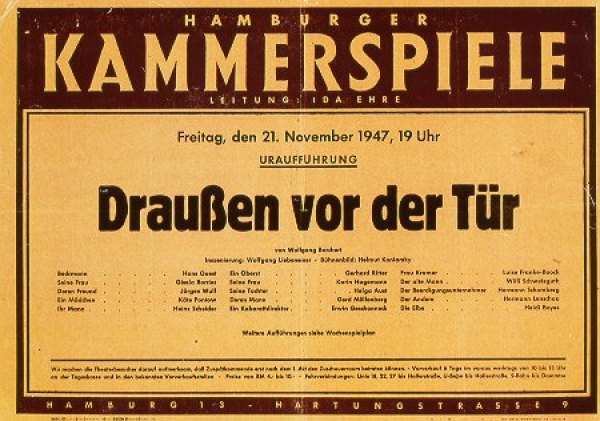 HAMBURGER
KAMMERSPIELE
LEITUNG: IDA EHRE
Freitag, den 21. November 1947, 19 Uhr
URAUFFÜHRUNG
Draußen vor der Tür
von Wolfgang Borchert
Inszenierung: Wolfgang Liebeneiner - Bühnenbild: Helmut Koniarsky
Beckmann Hans Quest Ein Oberst Gerhard Ritter Frau Kramer Luise Franke-Booch
Seine Frau Gisela Borries Seine Frau Karin Hagemann Der alte Mann Willi Schweisguth
Deren Freund Jürgen Wulf Seine Tochter Helga Aust Der Beerdigungsunternehmer Hermann Schomberg
Ein Mädchen Käte Pontow Deren Mann Gerd Müllenberg Der Andere Hermann Lenschau
Ihr Mann Heinz Scheider Ein Kabarettdirektor Erwin Geschonneck Die Elbe Heidi Boyes
Weitere Aufführungen siehe Wochenspielplan
Wir machen die Theaterbesucher darauf aufmerksam, daß Zuspätkommende erst nach dem 1. Akt den Zuschauerraum betreten können. - Vorverkauf 6 Tage im voraus werktags von 10 bis 13 Uhr
an der Tageskasse und in den bekannten Vorverkaufsstellen - Preise von RM 4.- bis 10.- - Fahrverbindungen: Linie 18, 22, 27 bis Hallerstraße, U-Bahn bis Hallerstraße, S-Bahn bis Dammtor
HAMBURG 13 - HARTUNGSTRASSE 9